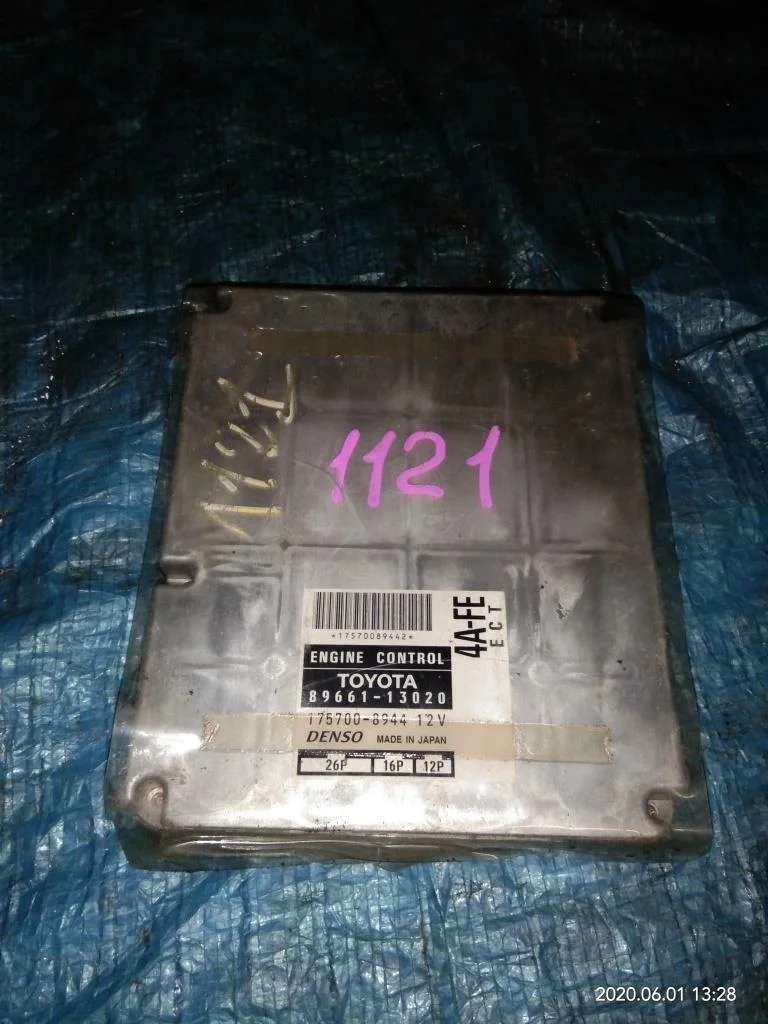 1121
1121
*17570089442*
4A-FE
ECT
ENGINE CONTROL
TOYOTA
89661-13020
175700-8944 12V
DENSO MADE IN JAPAN
26P 16P 12P
2020.06.01 13:28